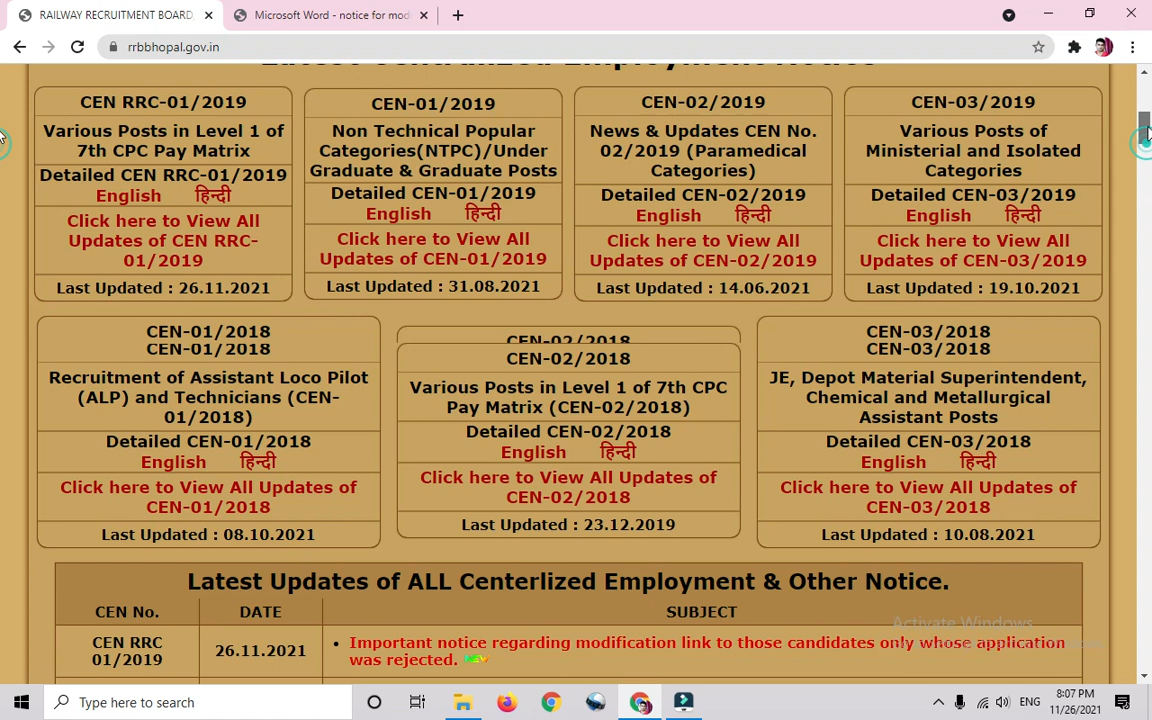 RAILWAY RECRUITMENT BOARD
Microsoft Word - notice for mod
rrbbhopal.gov.in
Latest Centralized Employment Notice
CEN RRC-01/2019
Various Posts in Level 1 of
7th CPC Pay Matrix
Detailed CEN RRC-01/2019
English हिन्दी
Click here to View All
Updates of CEN RRC-
01/2019
Last Updated : 26.11.2021
CEN-01/2019
Non Technical Popular
Categories(NTPC)/Under
Graduate & Graduate Posts
Detailed CEN-01/2019
English हिन्दी
Click here to View All
Updates of CEN-01/2019
Last Updated : 31.08.2021
CEN-02/2019
News & Updates CEN No.
02/2019 (Paramedical
Categories)
Detailed CEN-02/2019
English हिन्दी
Click here to View All
Updates of CEN-02/2019
Last Updated : 14.06.2021
CEN-03/2019
Various Posts of
Ministerial and Isolated
Categories
Detailed CEN-03/2019
English हिन्दी
Click here to View All
Updates of CEN-03/2019
Last Updated : 19.10.2021
CEN-01/2018
CEN-01/2018
Recruitment of Assistant Loco Pilot
(ALP) and Technicians (CEN-
01/2018)
Detailed CEN-01/2018
English हिन्दी
Click here to View All Updates of
CEN-01/2018
Last Updated : 08.10.2021
CEN-02/2018
CEN-02/2018
Various Posts in Level 1 of 7th CPC
Pay Matrix (CEN-02/2018)
Detailed CEN-02/2018
English हिन्दी
Click here to View All Updates of
CEN-02/2018
Last Updated : 23.12.2019
CEN-03/2018
CEN-03/2018
JE, Depot Material Superintendent,
Chemical and Metallurgical
Assistant Posts
Detailed CEN-03/2018
English हिन्दी
Click here to View All Updates of
CEN-03/2018
Last Updated : 10.08.2021
Latest Updates of ALL Centerlized Employment & Other Notice.
CEN No. DATE SUBJECT
CEN RRC
01/2019
26.11.2021
• Important notice regarding modification link to those candidates only whose application
was rejected.
Activate Windows
Type here to search
ENG
8:07 PM
11/26/2021